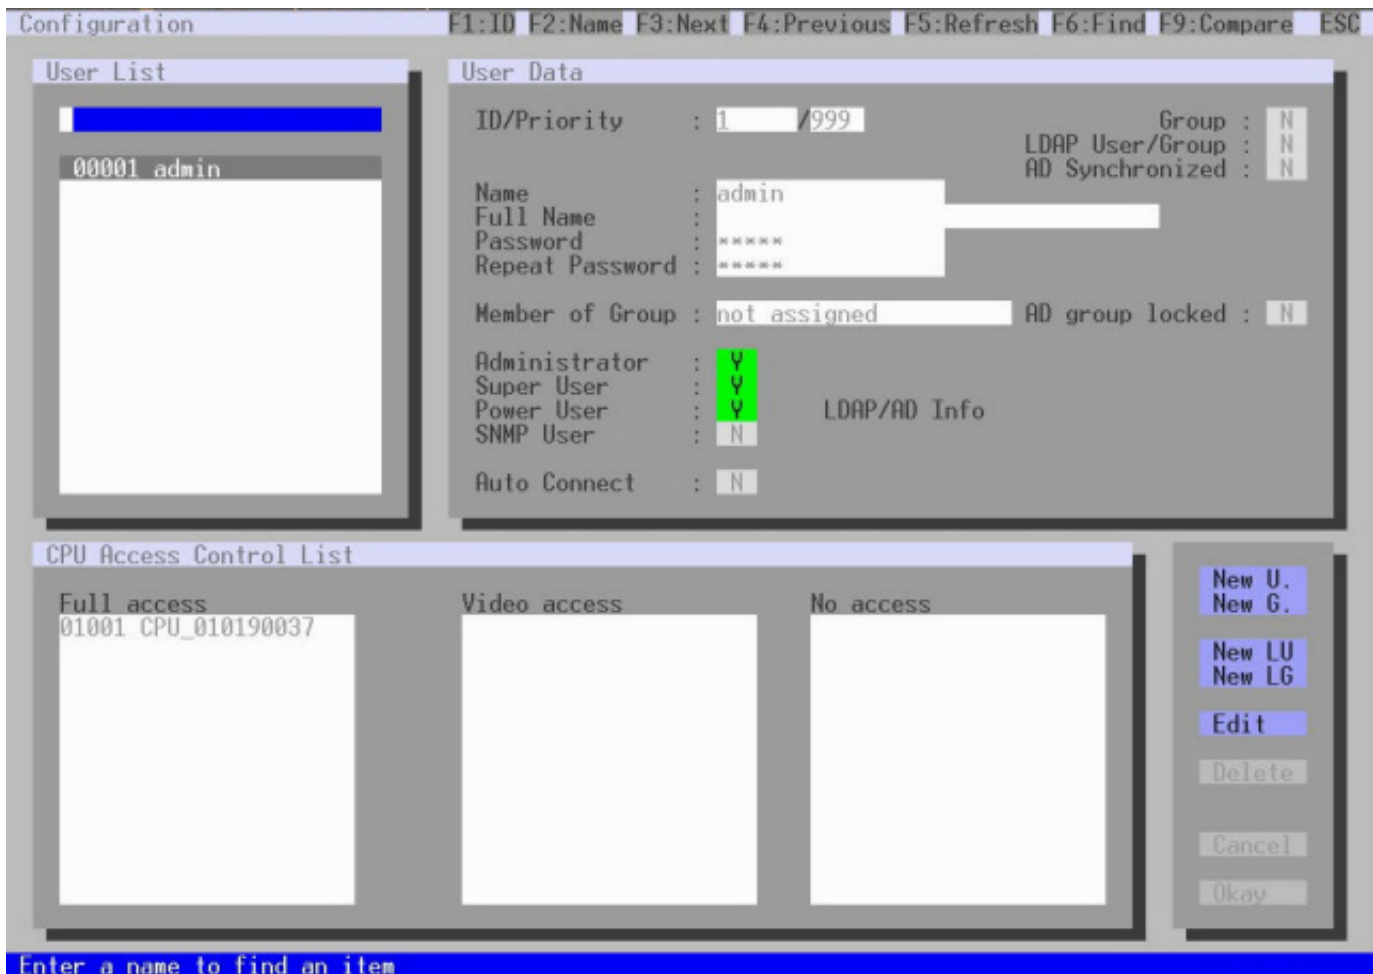 Configuration F1:ID F2:Name F3:Next F4:Previous F5:Refresh F6:Find F9:Compare ESC
User List
00001 admin
User Data
ID/Priority : 1 /999 Group : N
LDAP User/Group : N
AD Synchronized : N
Name : admin
Full Name :
Password : *****
Repeat Password : *****
Member of Group : not assigned AD group locked : N
Administrator : Y
Super User : Y
Power User : Y LDAP/AD Info
SNMP User : N
Auto Connect : N
CPU Access Control List
Full access Video access No access
01001 CPU_010190037
New U.
New G.
New LU
New LG
Edit
Delete
Cancel
Okay
Enter a name to find an item